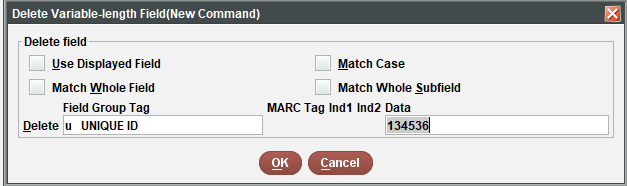 Delete Variable-length Field(New Command)
Delete field
Use Displayed Field
Match Case
Match Whole Field
Match Whole Subfield
Field Group Tag MARC Tag Ind1 Ind2 Data
Delete u UNIQUE ID 134536
OK Cancel